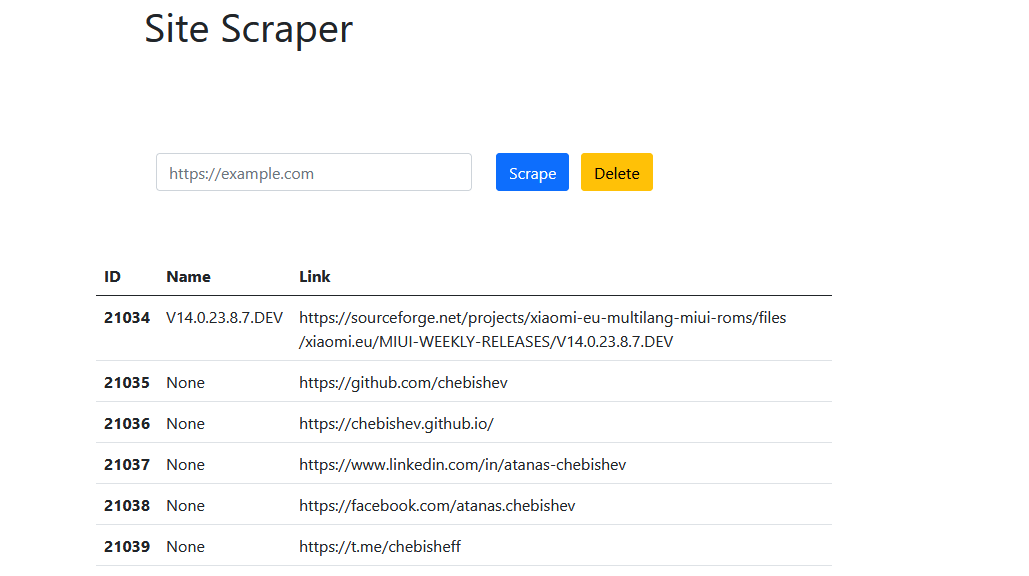 Site Scraper
https://example.com
Scrape
Delete
ID Name Link
21034 V14.0.23.8.7.DEV https://sourceforge.net/projects/xiaomi-eu-multilang-miui-roms/files
/xiaomi.eu/MIUI-WEEKLY-RELEASES/V14.0.23.8.7.DEV
21035 None https://github.com/chebishev
21036 None https://chebishev.github.io/
21037 None https://www.linkedin.com/in/atanas-chebishev
21038 None https://facebook.com/atanas.chebishev
21039 None https://t.me/chebisheff